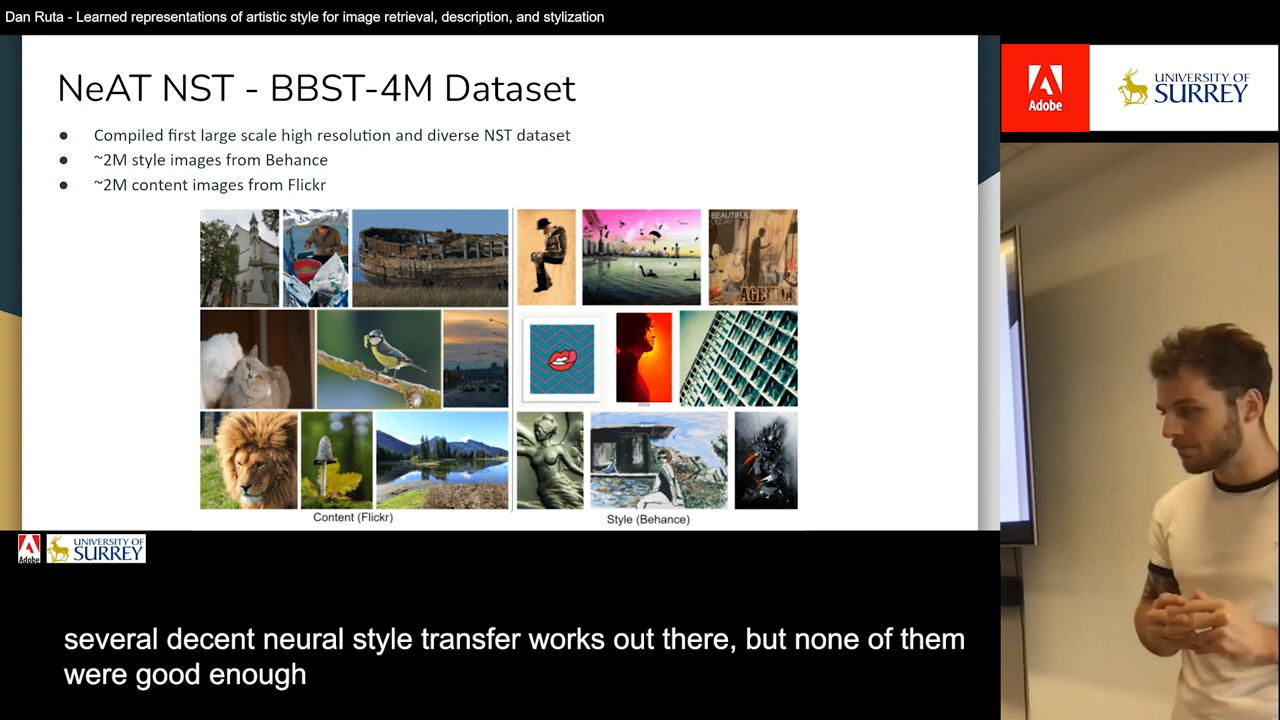 Dan Ruta - Learned representations of artistic style for image retrieval, description, and stylization
NeAT NST - BBST-4M Dataset
● Compiled first large scale high resolution and diverse NST dataset
● ~2M style images from Behance
● ~2M content images from Flickr
BEAUTIFUL/
DECAY
AGENDA
Content (Flickr)
Style (Behance)
Adobe
UNIVERSITY OF
SURREY
Adobe
UNIVERSITY OF
SURREY
several decent neural style transfer works out there, but none of them
were good enough